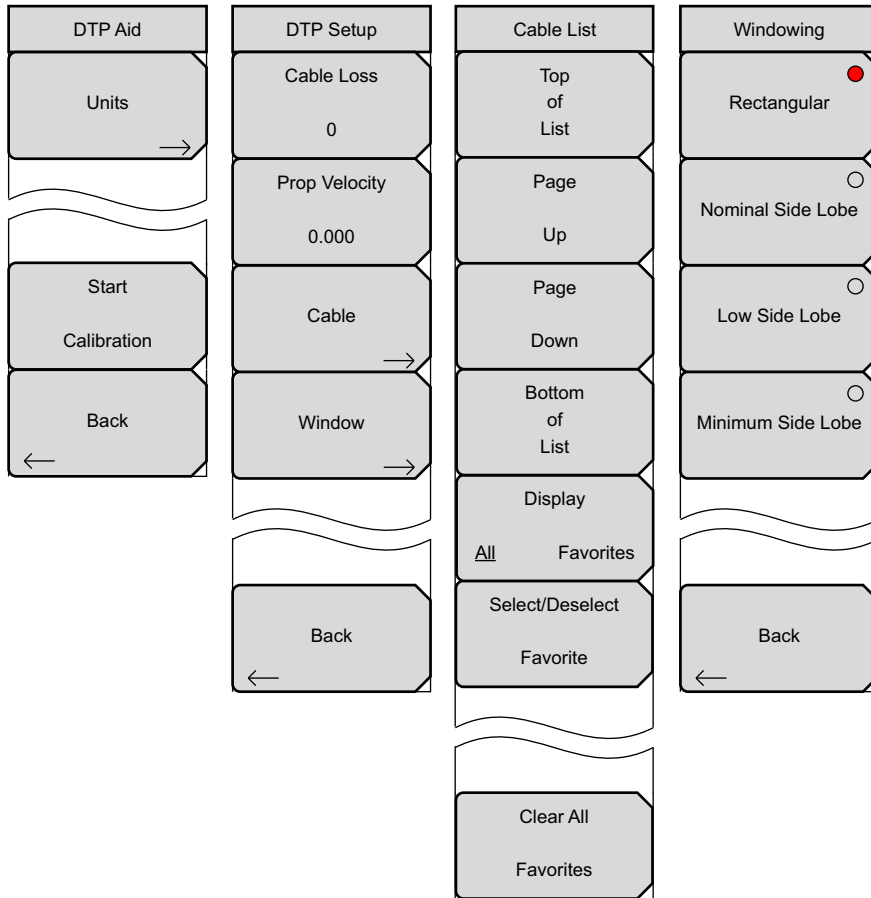 DTP Aid
Units
Start
Calibration
Back
DTP Setup
Cable Loss
0
Prop Velocity
0.000
Cable
Window
Back
Cable List
Top
of
List
Page
Up
Page
Down
Bottom
of
List
Display
All Favorites
Select/Deselect
Favorite
Clear All
Favorites
Windowing
Rectangular
Nominal Side Lobe
Low Side Lobe
Minimum Side Lobe
Back